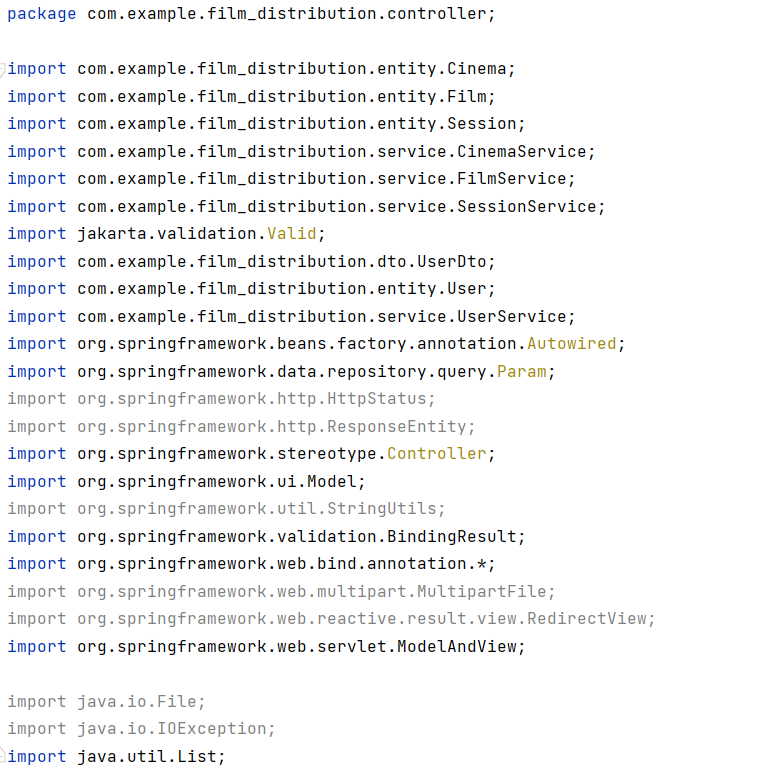 package com.example.film_distribution.controller;
import com.example.film_distribution.entity.Cinema;
import com.example.film_distribution.entity.Film;
import com.example.film_distribution.entity.Session;
import com.example.film_distribution.service.CinemaService;
import com.example.film_distribution.service.FilmService;
import com.example.film_distribution.service.SessionService;
import jakarta.validation.Valid;
import com.example.film_distribution.dto.UserDto;
import com.example.film_distribution.entity.User;
import com.example.film_distribution.service.UserService;
import org.springframework.beans.factory.annotation.Autowired;
import org.springframework.data.repository.query.Param;
import org.springframework.http.HttpStatus;
import org.springframework.http.ResponseEntity;
import org.springframework.stereotype.Controller;
import org.springframework.ui.Model;
import org.springframework.util.StringUtils;
import org.springframework.validation.BindingResult;
import org.springframework.web.bind.annotation.*;
import org.springframework.web.multipart.MultipartFile;
import org.springframework.web.reactive.result.view.RedirectView;
import org.springframework.web.servlet.ModelAndView;
import java.io.File;
import java.io.IOException;
import java.util.List;